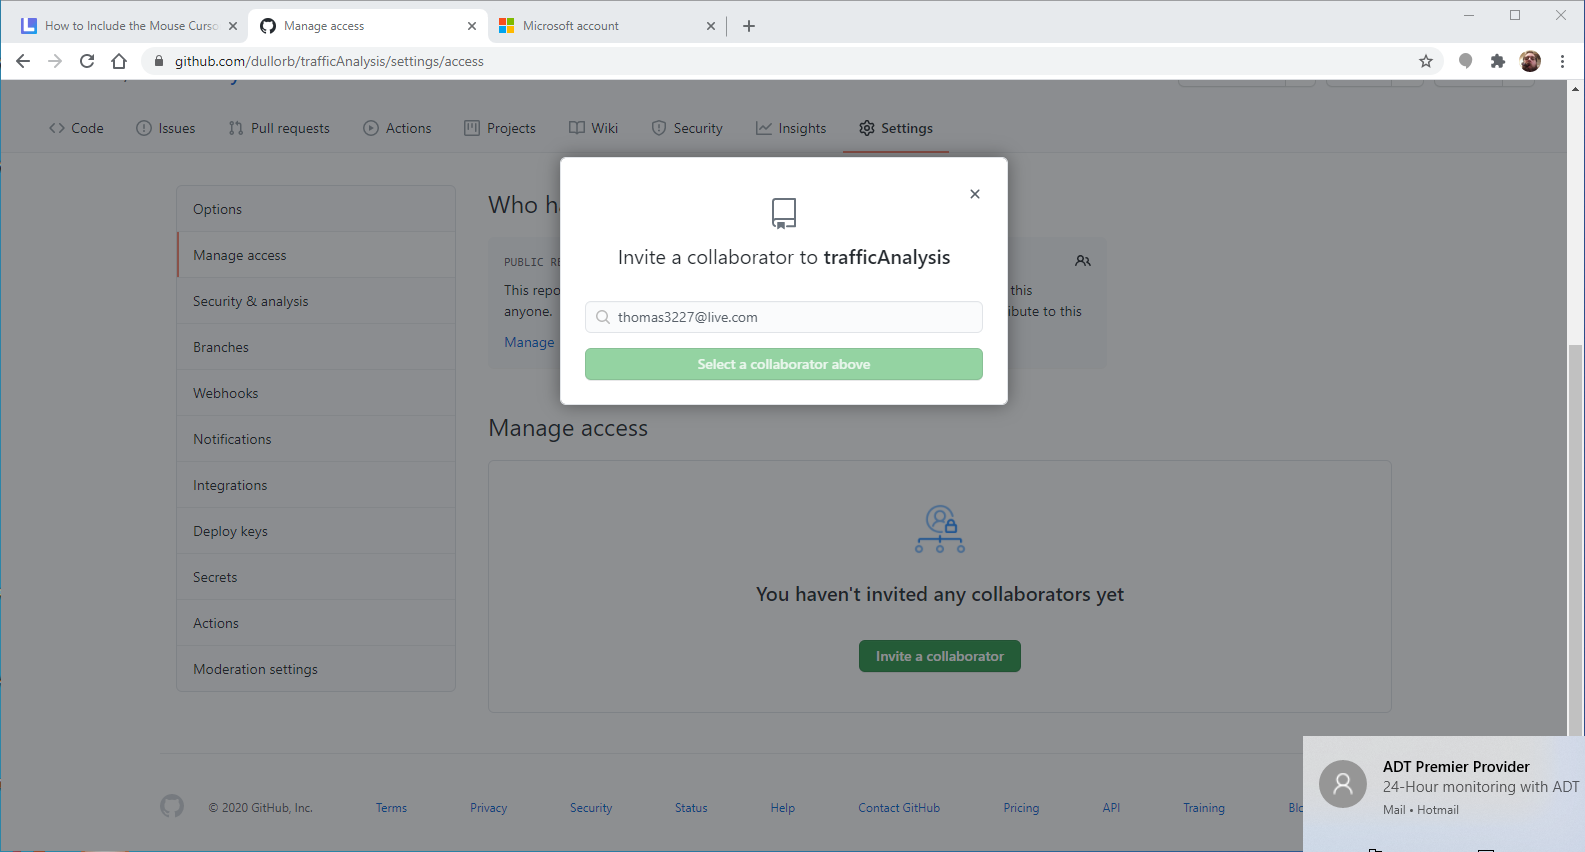 How to Include the Mouse Curso
Manage access
Microsoft account
github.com/dullorb/trafficAnalysis/settings/access
Code
Issues
Pull requests
Actions
Projects
Wiki
Security
Insights
Settings
Options
Manage access
Security & analysis
Branches
Webhooks
Notifications
Integrations
Deploy keys
Secrets
Actions
Moderation settings
Who ha
PUBLIC RE
This repo
anyone.
Manage
this
ibute to this
Invite a collaborator to trafficAnalysis
thomas3227@live.com
Select a collaborator above
Manage access
You haven't invited any collaborators yet
Invite a collaborator
© 2020 GitHub, Inc.
Terms
Privacy
Security
Status
Help
Contact GitHub
Pricing
API
Training
Blo
ADT Premier Provider
24-Hour monitoring with ADT
Mail • Hotmail